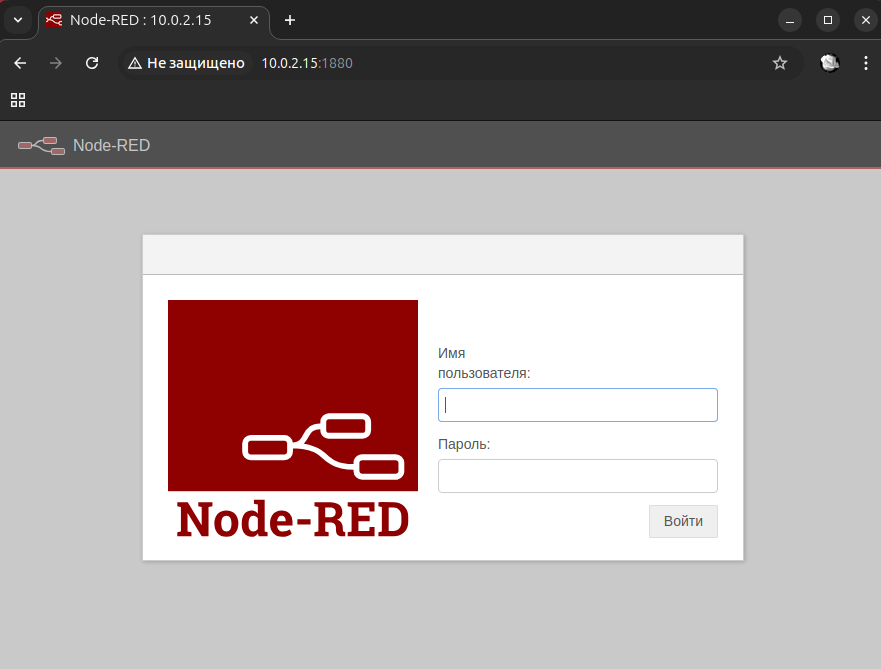 Node-RED : 10.0.2.15
Не защищено 10.0.2.15:1880
Node-RED
Имя
пользователя:
Пароль:
Node-RED
Войти